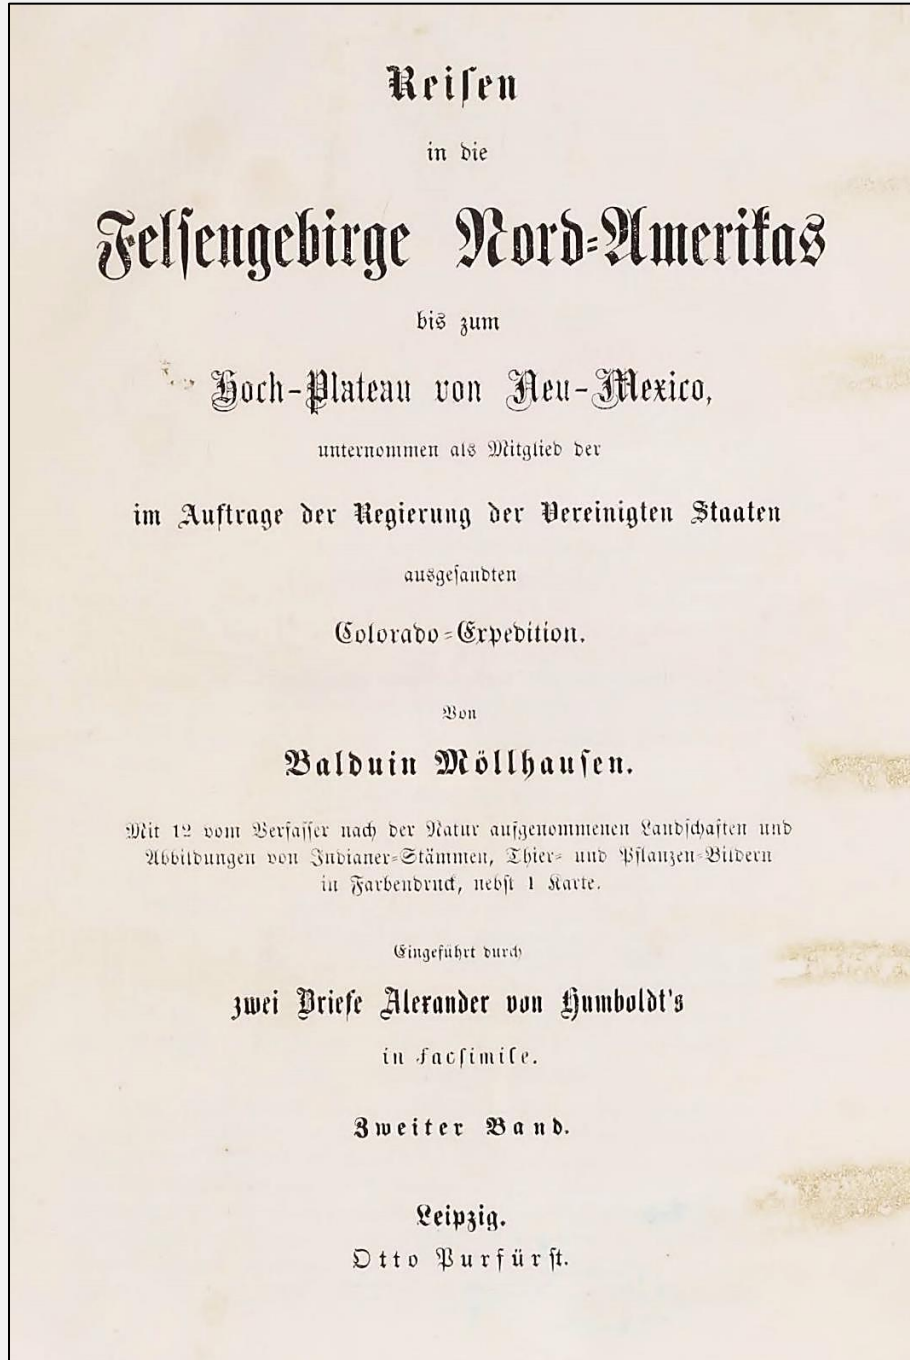 Reiſen
in die
Felſengebirge Nord-Amerikas
bis zum
Hoch-Plateau von Neu-Mexico,
unternommen als Mitglied der
im Auftrage der Regierung der Vereinigten Staaten
ausgeſandten
Colorado-Expedition.
Von
Balduin Möllhauſen.
Mit 12 vom Verfaſſer nach der Natur aufgenommenen Landſchaften und
Abbildungen von Indianer-Stämmen, Thier- und Pflanzen-Bildern
in Farbendruck, nebſt 1 Karte.
Eingeführt durch
zwei Briefe Alexander von Humboldt's
in Facſimile.
Zweiter Band.
Leipzig.
Otto Purfürſt.